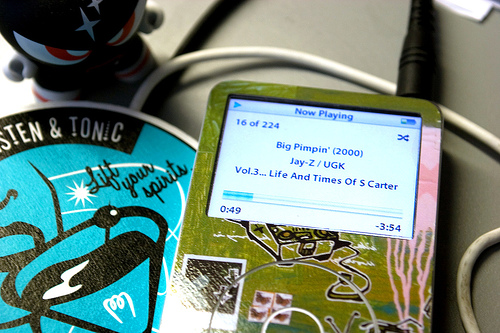 Now Playing
16 of 224
Big Pimpin' (2000)
Jay-Z / UGK
Vol.3... Life And Times Of S Carter
0:49
-3:54
STEN & TONIC
Lift
your
spirits